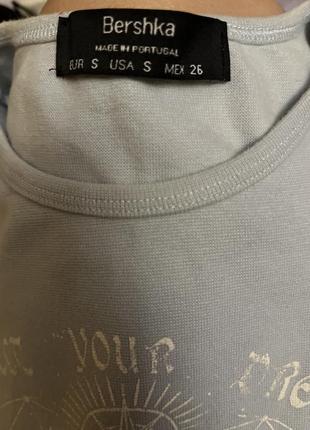 Bershka
MADE IN PORTUGAL
EUR S USA S MEX 26
YOUR